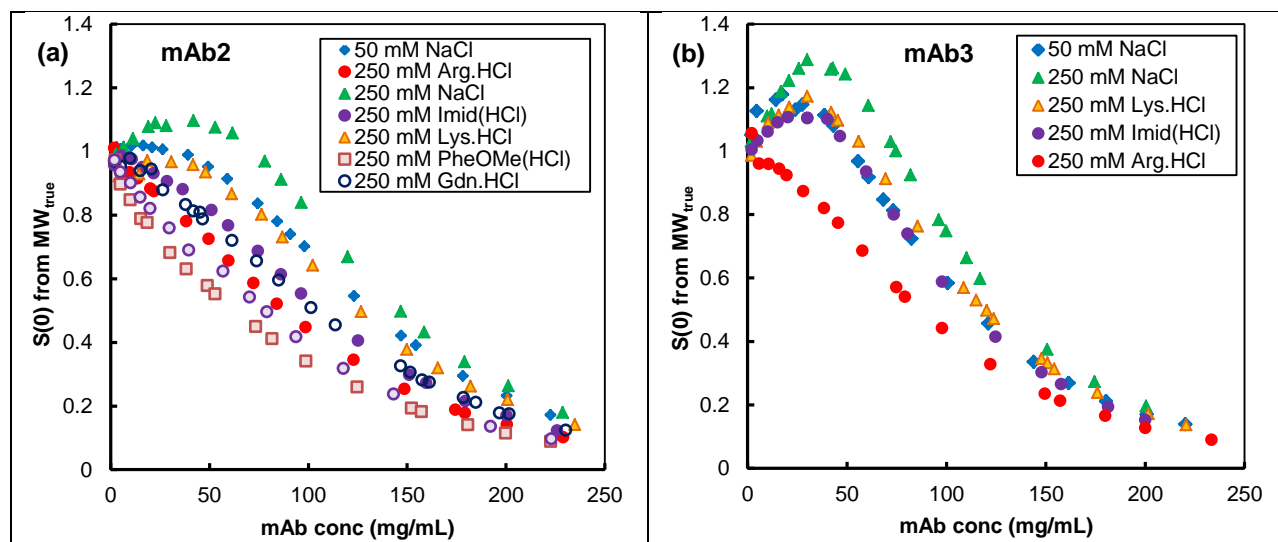 (a)
mAb2
50 mM NaCl
250 mM Arg.HCl
250 mM NaCl
250 mM Imid(HCl)
250 mM Lys.HCl
250 mM PheOMe(HCl)
250 mM Gdn.HCl
S(0) from MWtrue
1.4
1.2
1
0.8
0.6
0.4
0.2
0
0 50 100 150 200 250
mAb conc (mg/mL)
(b)
mAb3
50 mM NaCl
250 mM NaCl
250 mM Lys.HCl
250 mM Imid(HCl)
250 mM Arg.HCl
S(0) from MWtrue
1.4
1.2
1
0.8
0.6
0.4
0.2
0
0 50 100 150 200 250
mAb conc (mg/mL)